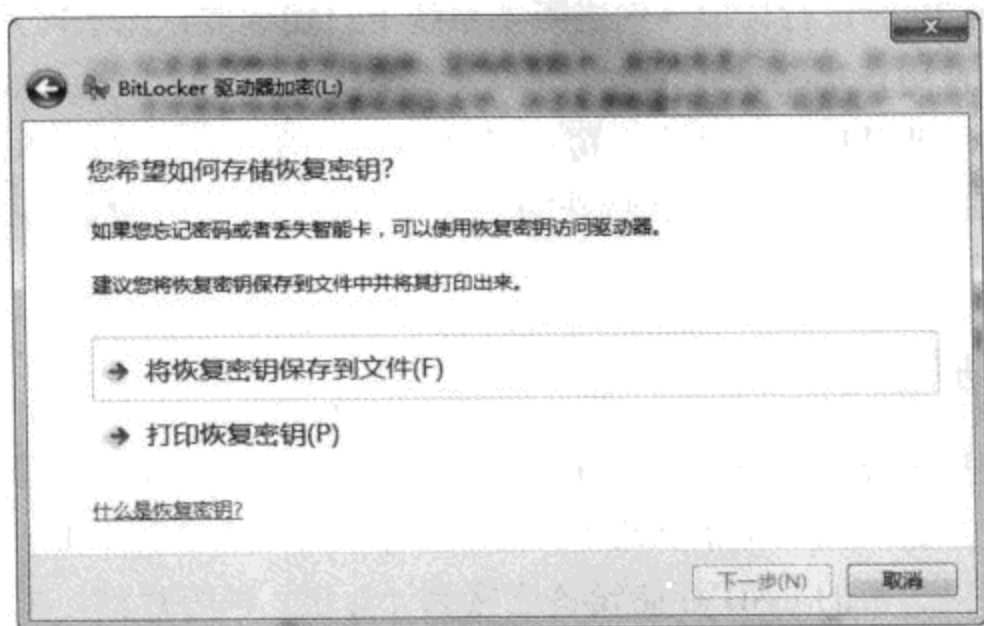 BitLocker 驱动器加密(L:)
您希望如何存储恢复密钥?
如果您忘记密码或者丢失智能卡，可以使用恢复密钥访问驱动器。
建议您将恢复密钥保存到文件中并将其打印出来。
将恢复密钥保存到文件(F)
打印恢复密钥(P)
什么是恢复密钥?
下一步(N)
取消